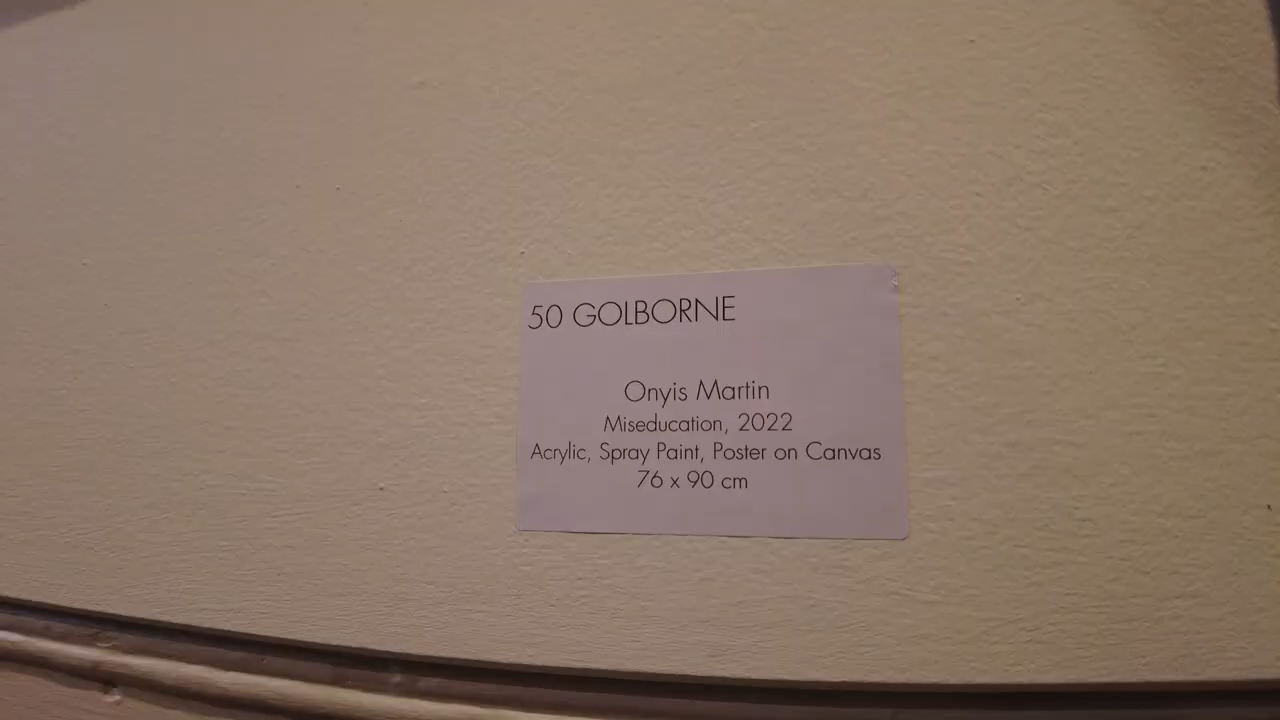 50 GOLBORNE
Onyis Martin
Miseducation, 2022
Acrylic, Spray Paint, Poster on Canvas
76 x 90 cm